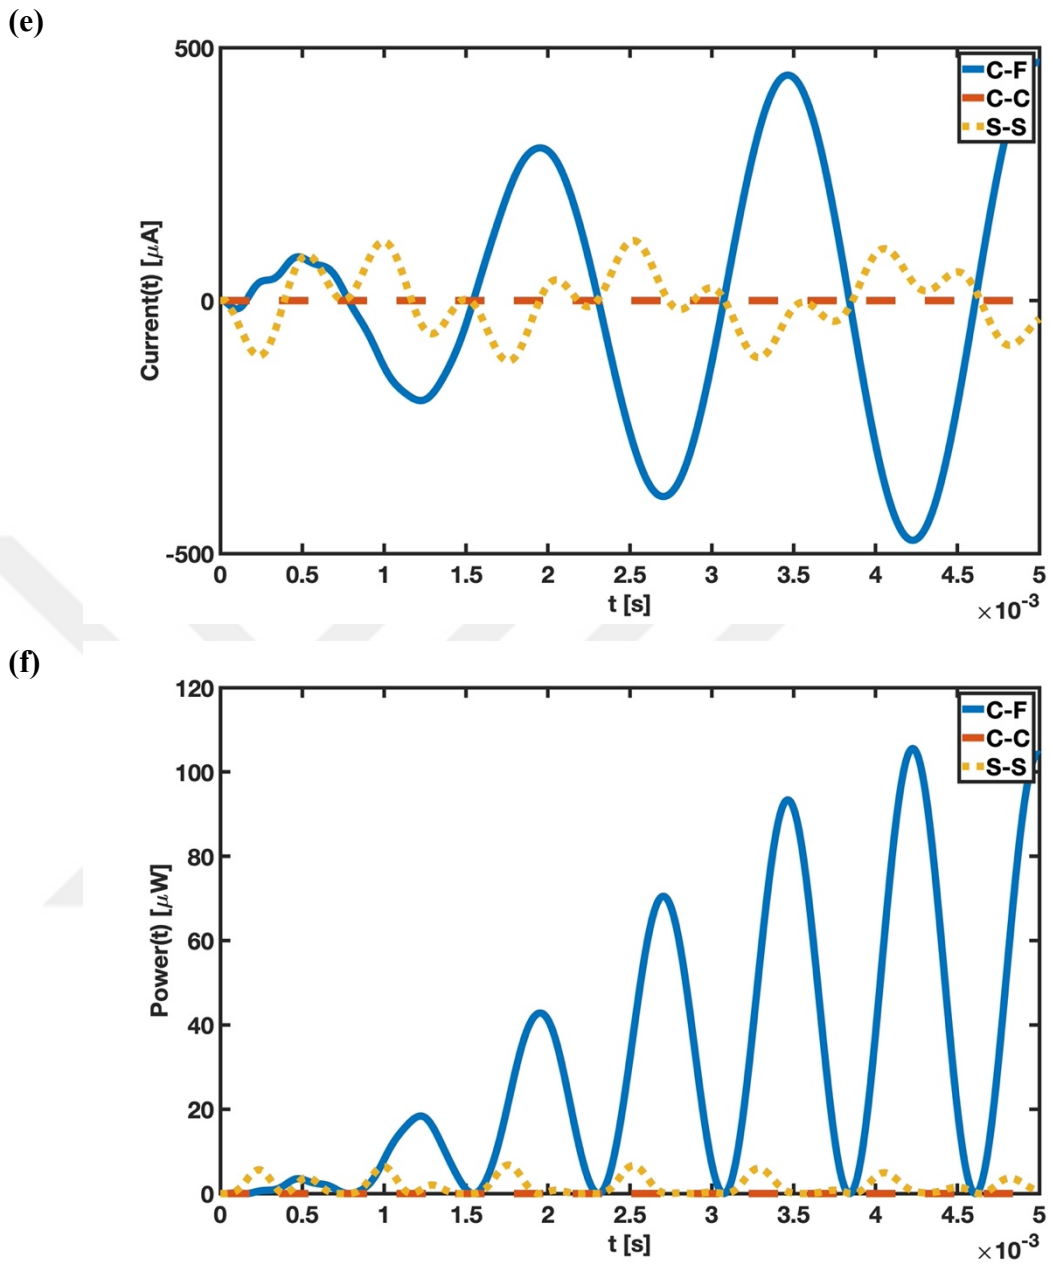 (e)
500
0
-500
Current(t) [μA]
C-F
C-C
S-S
0 0.5 1 1.5 2 2.5 3 3.5 4 4.5 5
t [s]
×10⁻³
(f)
120
100
80
60
40
20
0
Power(t) [μW]
C-F
C-C
S-S
0 0.5 1 1.5 2 2.5 3 3.5 4 4.5 5
t [s]
×10⁻³